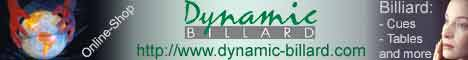 Online-Shop
Dynamic
BILLARD
http://www.dynamic-billard.com
Billiard:
- Cues
- Tables
and more